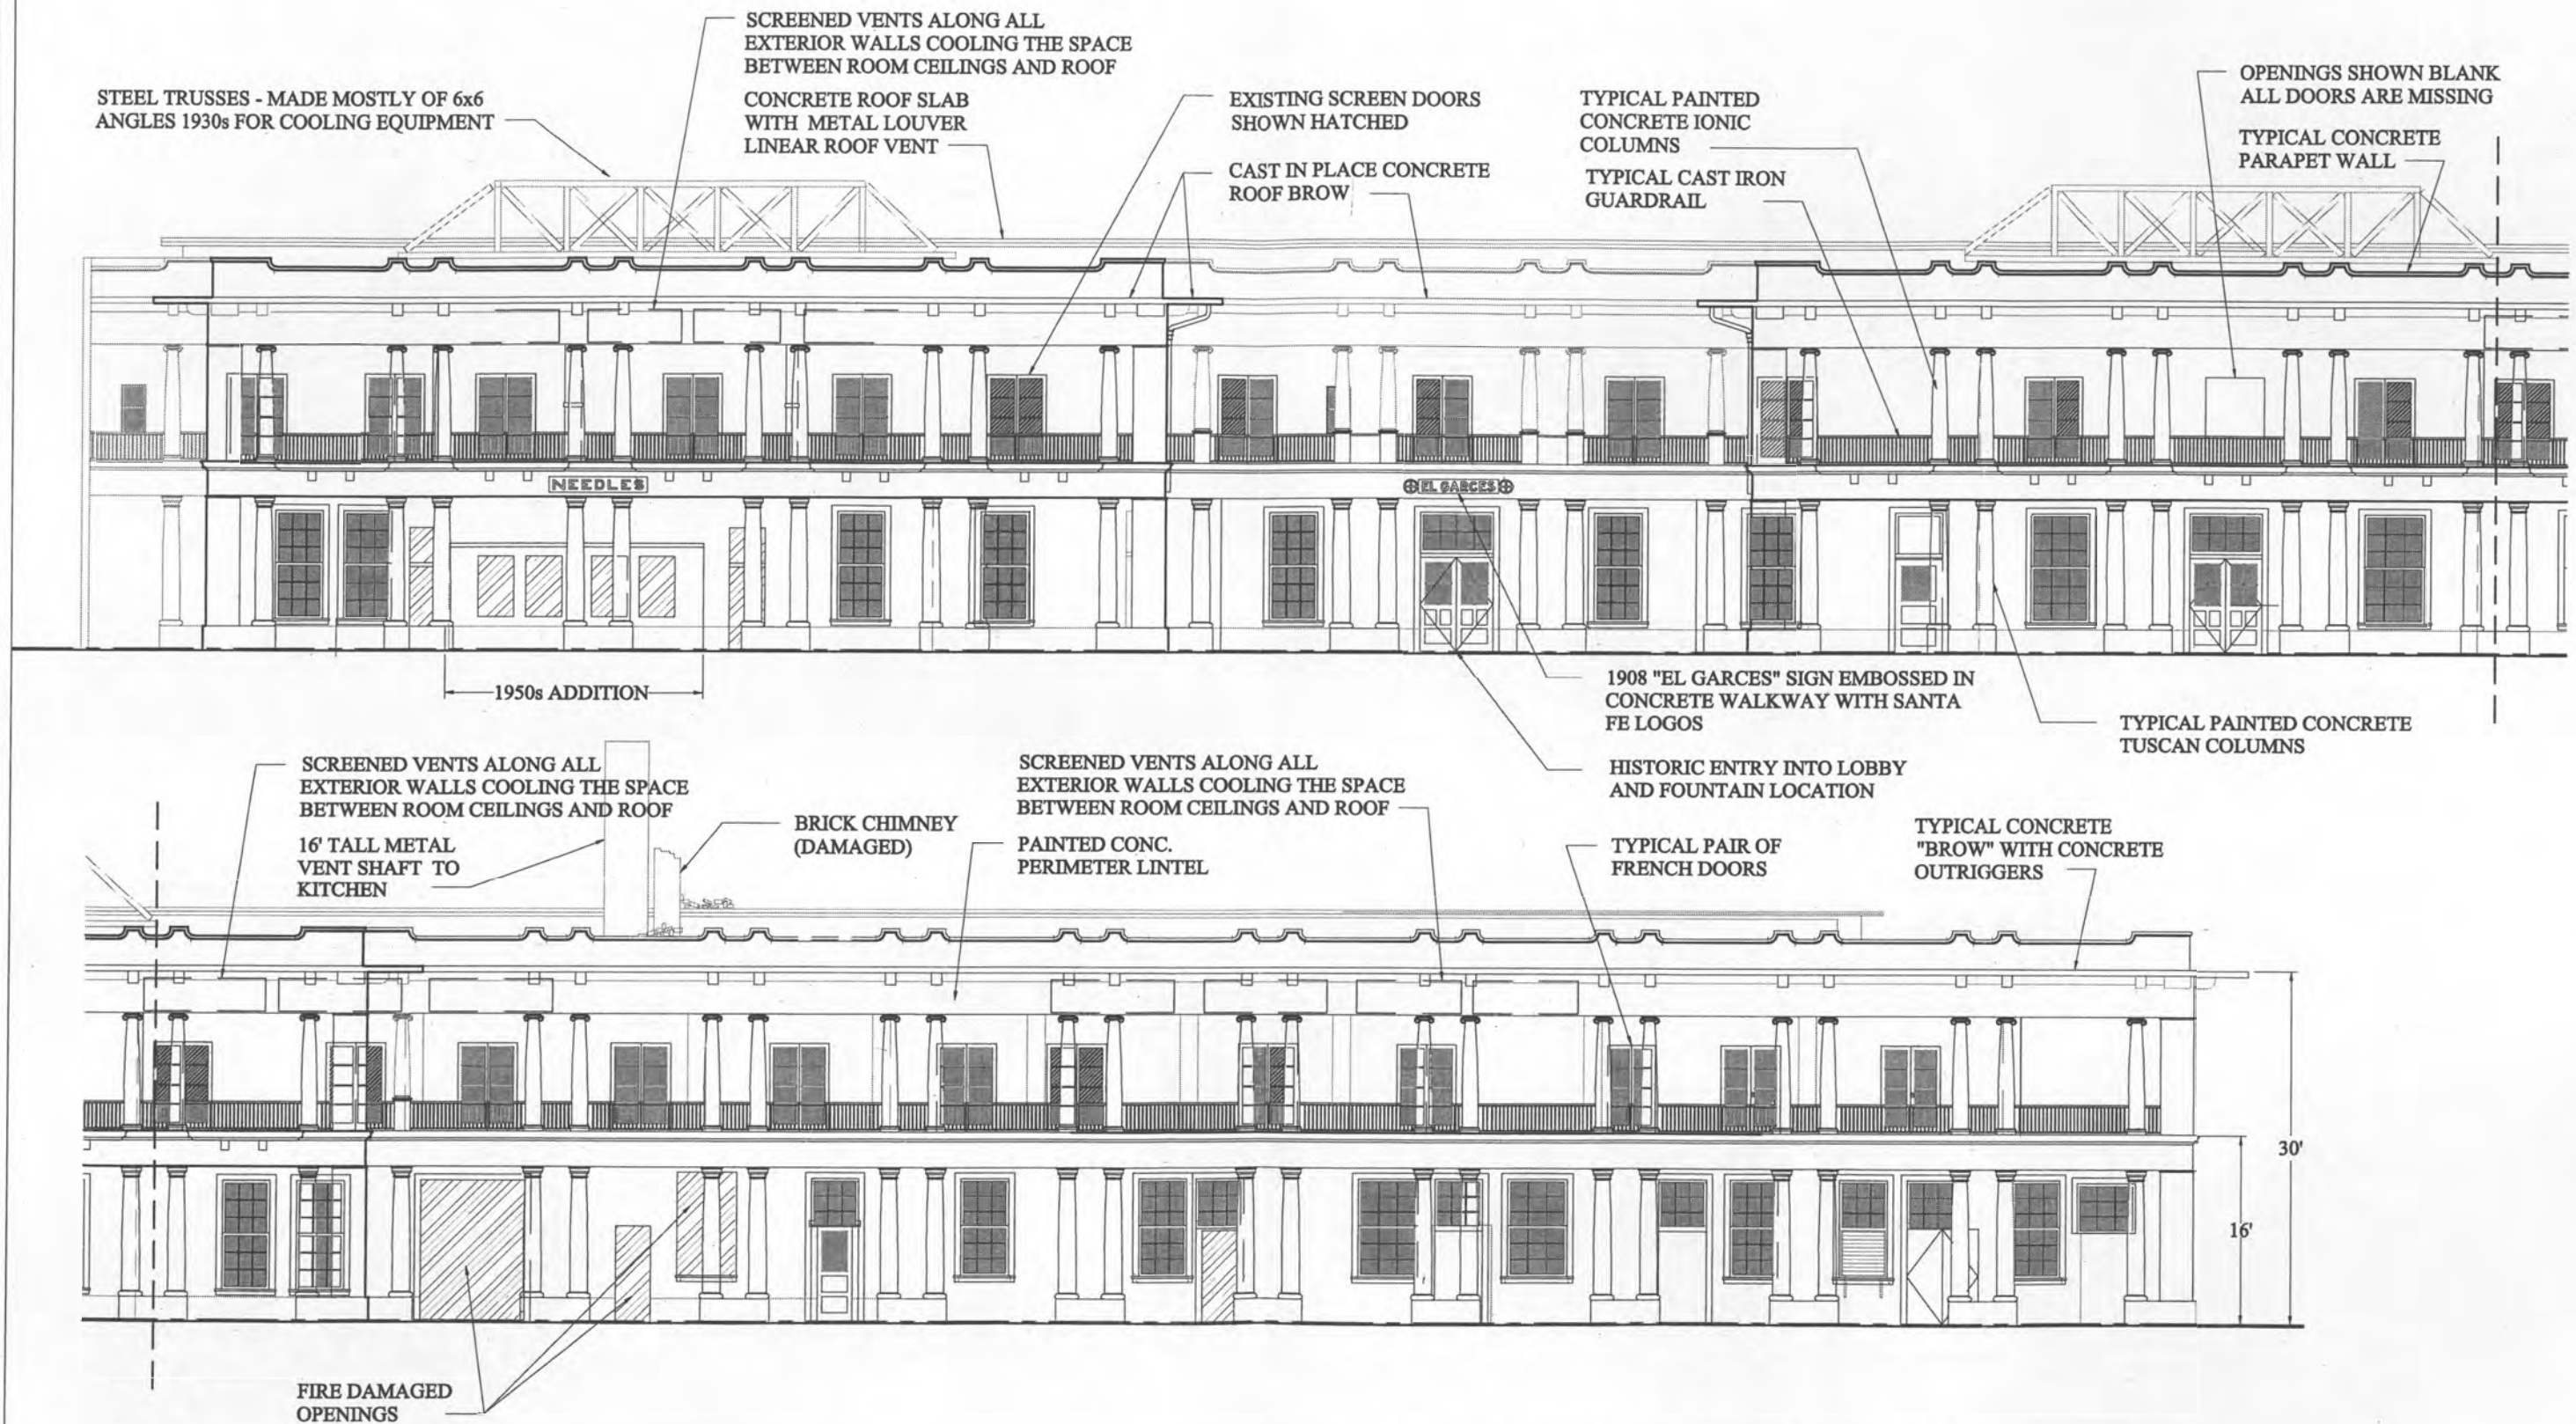 SCREENED VENTS ALONG ALL
EXTERIOR WALLS COOLING THE SPACE
BETWEEN ROOM CEILINGS AND ROOF
STEEL TRUSSES - MADE MOSTLY OF 6x6
ANGLES 1930s FOR COOLING EQUIPMENT
CONCRETE ROOF SLAB
WITH METAL LOUVER
LINEAR ROOF VENT
EXISTING SCREEN DOORS
SHOWN HATCHED
CAST IN PLACE CONCRETE
ROOF BROW
TYPICAL PAINTED
CONCRETE IONIC
COLUMNS
TYPICAL CAST IRON
GUARDRAIL
OPENINGS SHOWN BLANK
ALL DOORS ARE MISSING
TYPICAL CONCRETE
PARAPET WALL
NEEDLES
EL GARCES
1950s ADDITION
1908 "EL GARCES" SIGN EMBOSSED IN
CONCRETE WALKWAY WITH SANTA
FE LOGOS
TYPICAL PAINTED CONCRETE
TUSCAN COLUMNS
HISTORIC ENTRY INTO LOBBY
AND FOUNTAIN LOCATION
SCREENED VENTS ALONG ALL
EXTERIOR WALLS COOLING THE SPACE
BETWEEN ROOM CEILINGS AND ROOF
16' TALL METAL
VENT SHAFT TO
KITCHEN
BRICK CHIMNEY
(DAMAGED)
SCREENED VENTS ALONG ALL
EXTERIOR WALLS COOLING THE SPACE
BETWEEN ROOM CEILINGS AND ROOF
PAINTED CONC.
PERIMETER LINTEL
TYPICAL PAIR OF
FRENCH DOORS
TYPICAL CONCRETE
"BROW" WITH CONCRETE
OUTRIGGERS
30'
16'
FIRE DAMAGED
OPENINGS